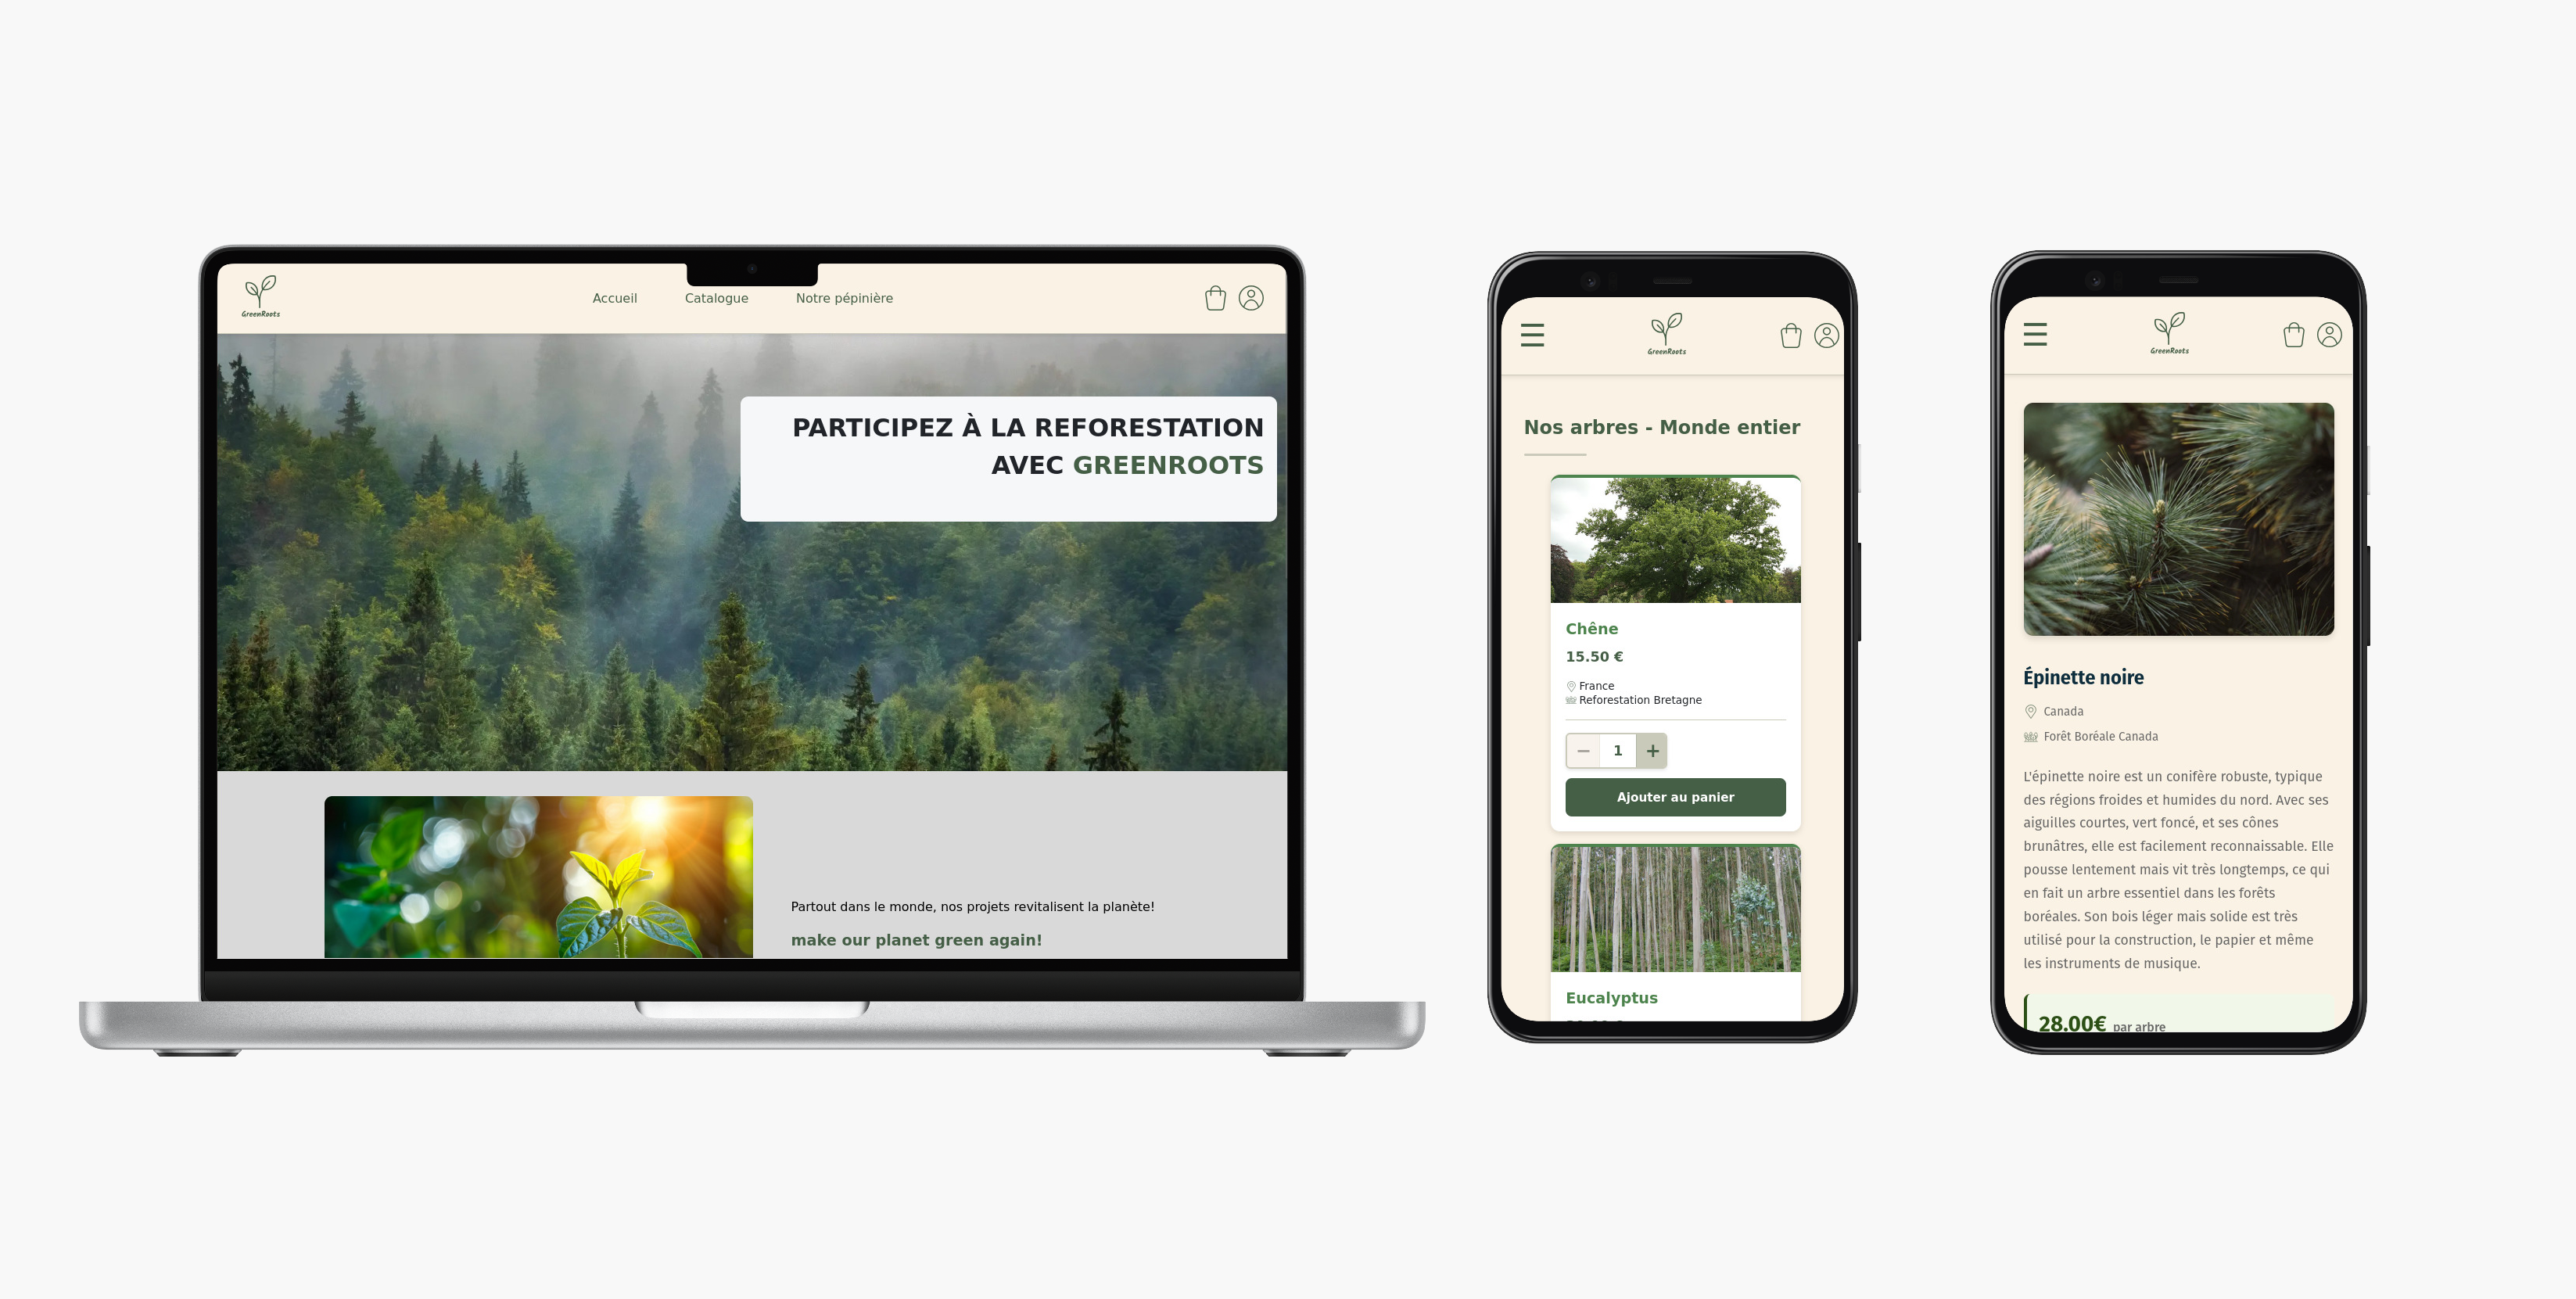 GreenRoots
Accueil
Catalogue
Notre pépinière
PARTICIPEZ À LA REFORESTATION
AVEC GREENROOTS
Partout dans le monde, nos projets revitalisent la planète!
make our planet green again!
GreenRoots
Nos arbres - Monde entier
Chêne
15.50 €
France
Reforestation Bretagne
− 1 +
Ajouter au panier
Eucalyptus
GreenRoots
Épinette noire
Canada
Forêt Boréale Canada
L'épinette noire est un conifère robuste, typique
des régions froides et humides du nord. Avec ses
aiguilles courtes, vert foncé, et ses cônes
brunâtres, elle est facilement reconnaissable. Elle
pousse lentement mais vit très longtemps, ce qui
en fait un arbre essentiel dans les forêts
boréales. Son bois léger mais solide est très
utilisé pour la construction, le papier et même
les instruments de musique.
28.00€ par arbre